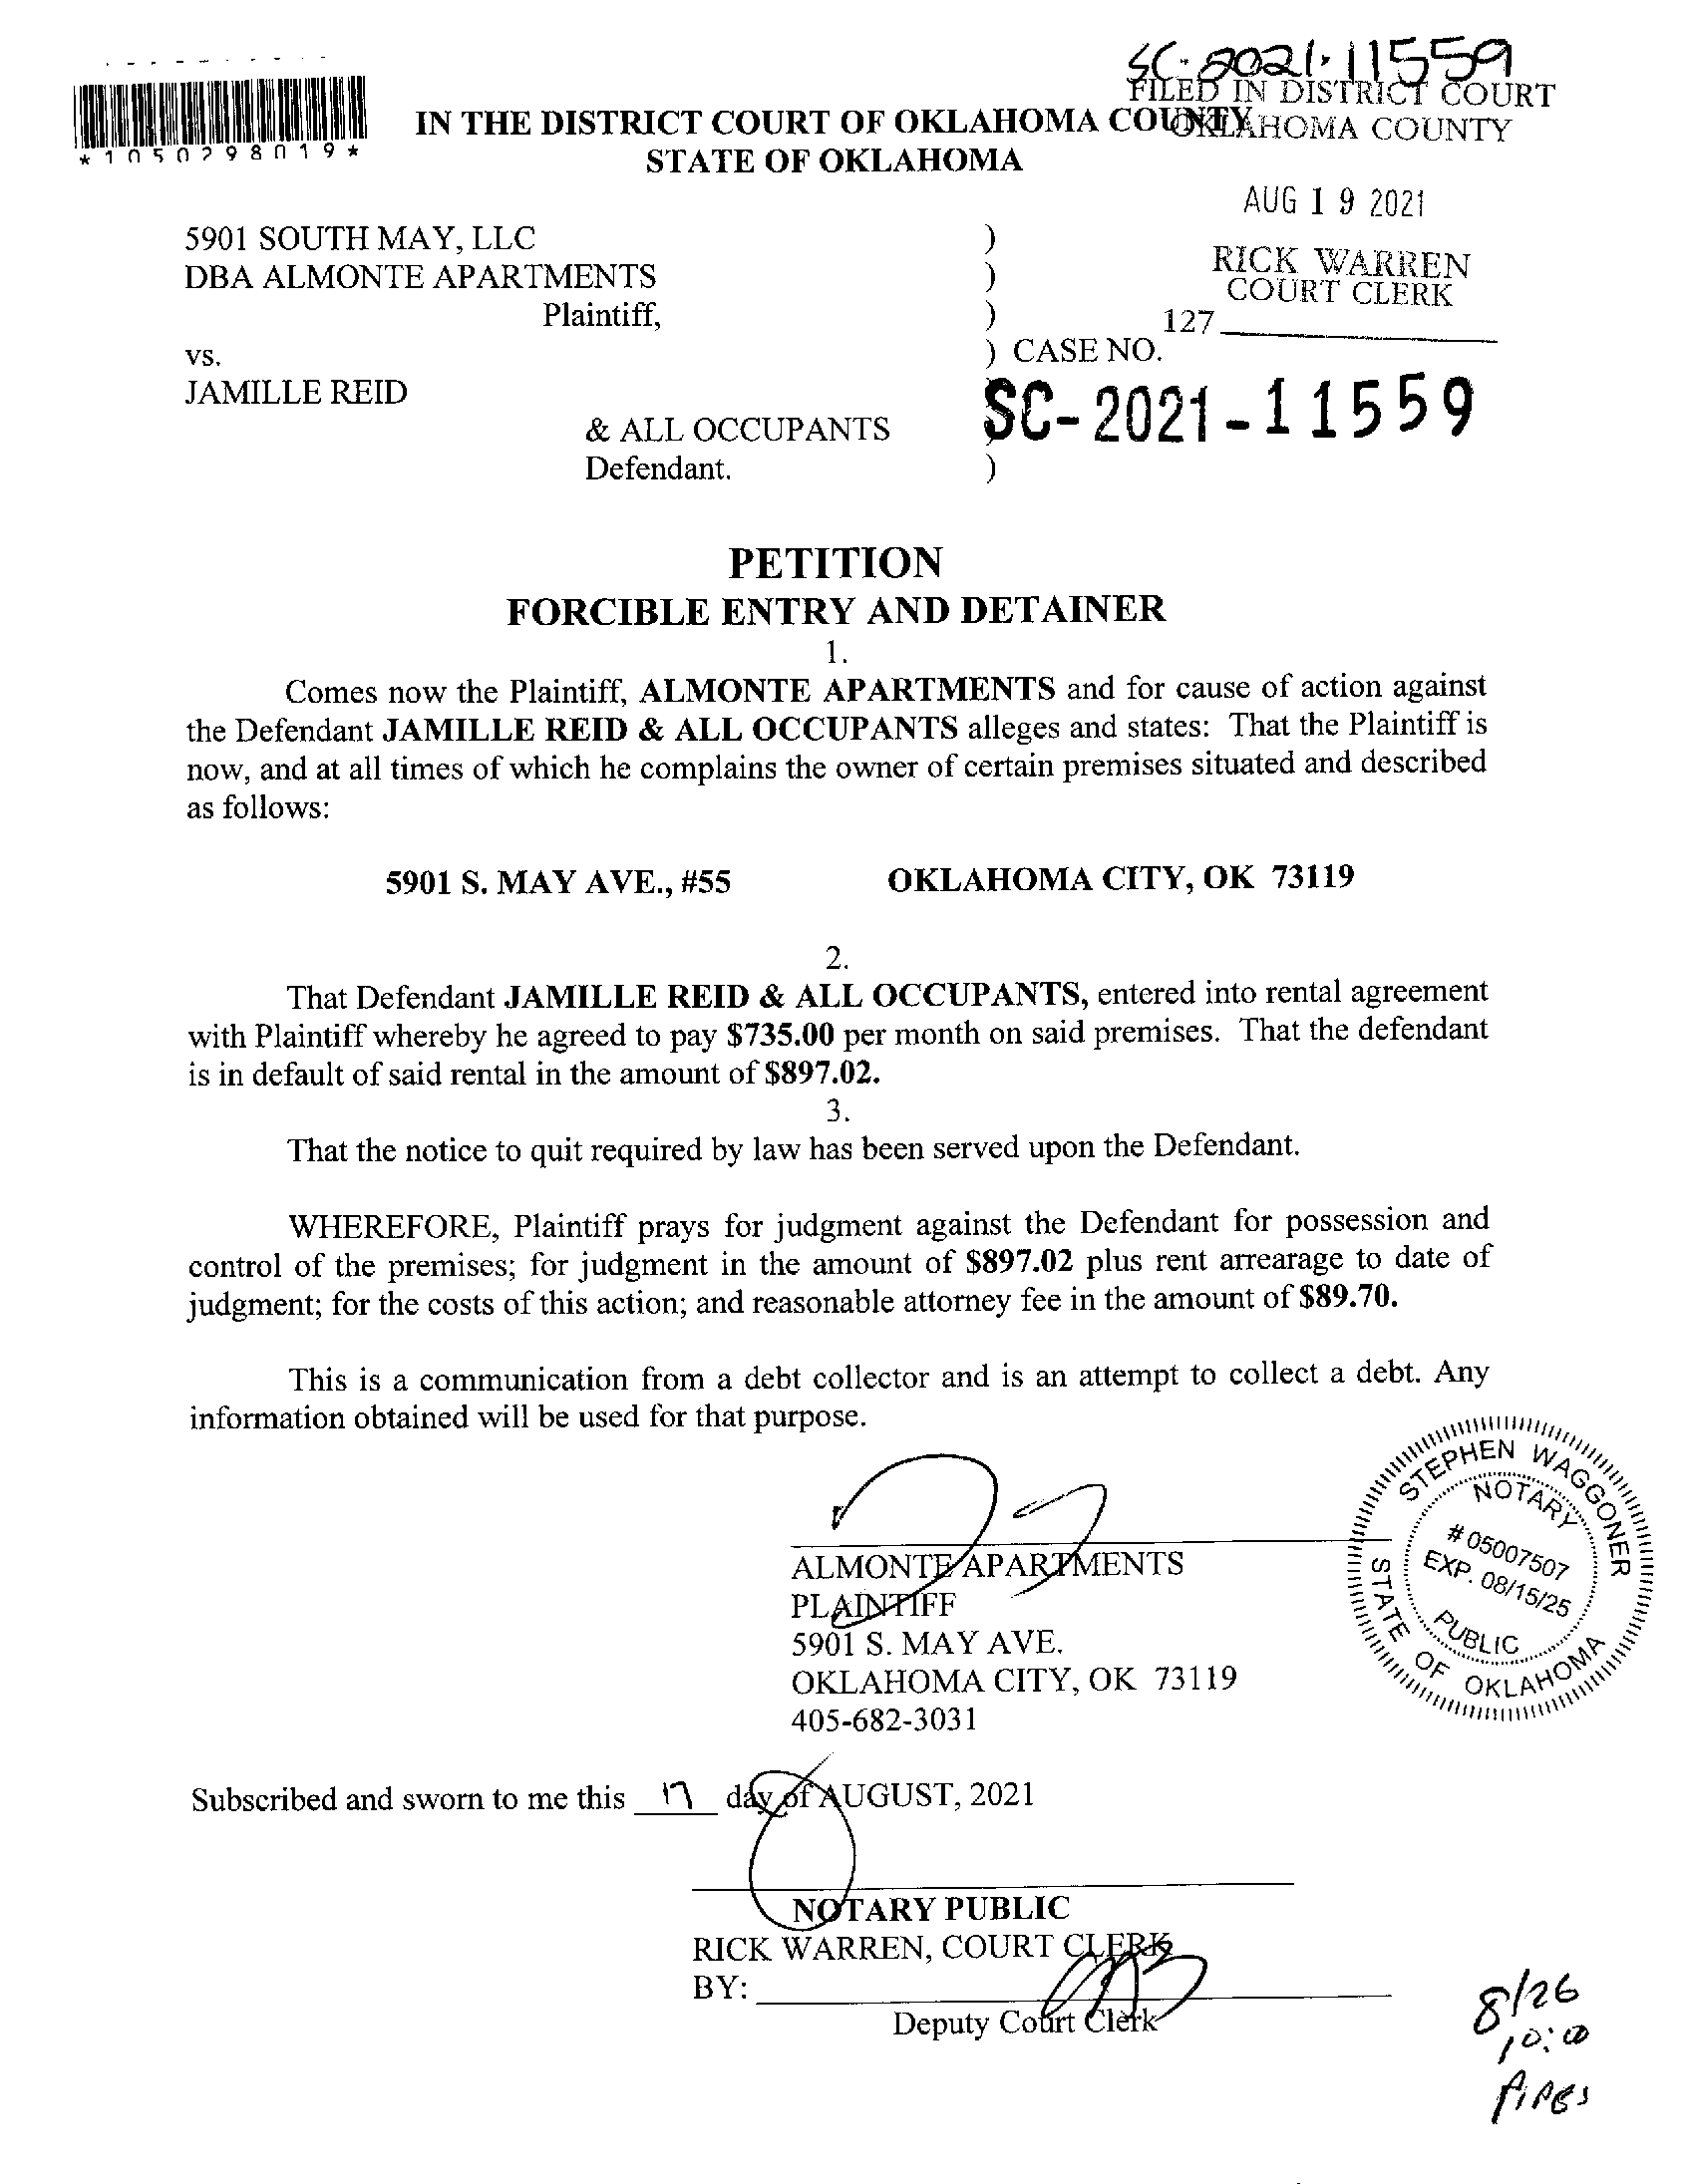 SC-2021-11559
FILED IN DISTRICT COURT
OKLAHOMA COUNTY
*1050298019*
IN THE DISTRICT COURT OF OKLAHOMA COUNTY
STATE OF OKLAHOMA
AUG 19 2021
RICK WARREN
COURT CLERK
127
5901 SOUTH MAY, LLC )
DBA ALMONTE APARTMENTS )
Plaintiff, )
vs. ) CASE NO.
JAMILLE REID
SC-2021-11559
& ALL OCCUPANTS )
Defendant. )
PETITION
FORCIBLE ENTRY AND DETAINER
1.
Comes now the Plaintiff, ALMONTE APARTMENTS and for cause of action against
the Defendant JAMILLE REID & ALL OCCUPANTS alleges and states: That the Plaintiff is
now, and at all times of which he complains the owner of certain premises situated and described
as follows:
5901 S. MAY AVE., #55 OKLAHOMA CITY, OK 73119
2.
That Defendant JAMILLE REID & ALL OCCUPANTS, entered into rental agreement
with Plaintiff whereby he agreed to pay $735.00 per month on said premises. That the defendant
is in default of said rental in the amount of $897.02.
3.
That the notice to quit required by law has been served upon the Defendant.
WHEREFORE, Plaintiff prays for judgment against the Defendant for possession and
control of the premises; for judgment in the amount of $897.02 plus rent arrearage to date of
judgment; for the costs of this action; and reasonable attorney fee in the amount of $89.70.
This is a communication from a debt collector and is an attempt to collect a debt. Any
information obtained will be used for that purpose.
ALMONTE APARTMENTS
PLAINTIFF
5901 S. MAY AVE.
OKLAHOMA CITY, OK 73119
405-682-3031
STEPHEN WAGGONER
NOTARY
# 05007507
EXP. 08/15/25
PUBLIC
STATE OF OKLAHOMA
Subscribed and sworn to me this 17 day of AUGUST, 2021
NOTARY PUBLIC
RICK WARREN, COURT CLERK
BY:
Deputy Court Clerk
8/26
10:00